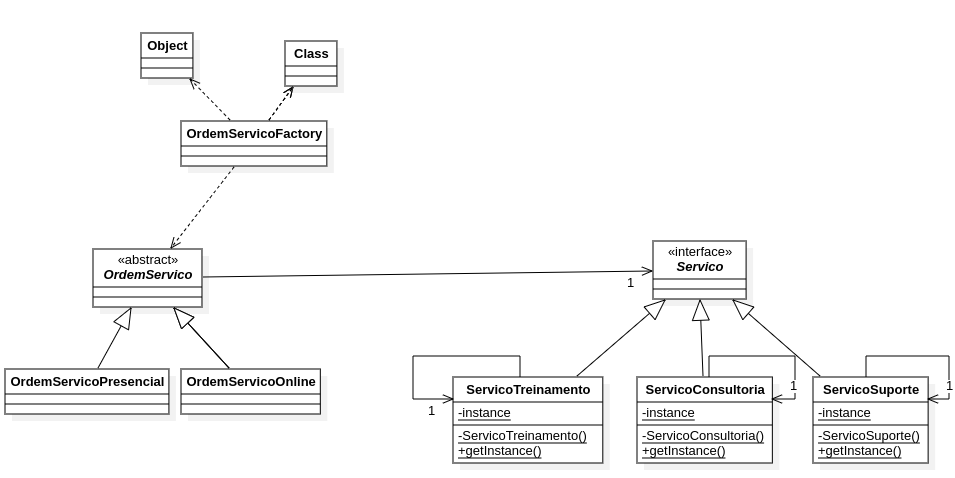 Object
Class
OrdemServicoFactory
«abstract»
OrdemServico
«interface»
Servico
1
OrdemServicoPresencial
OrdemServicoOnline
ServicoTreinamento
-instance
-ServicoTreinamento()
+getInstance()
1
ServicoConsultoria
-instance
-ServicoConsultoria()
+getInstance()
1
ServicoSuporte
-instance
-ServicoSuporte()
+getInstance()
1